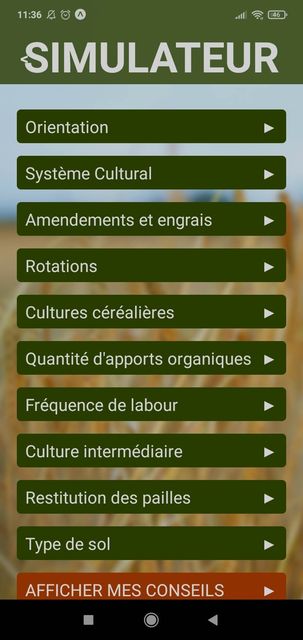 11:36
46
SIMULATEUR
Orientation
Système Cultural
Amendements et engrais
Rotations
Cultures céréalières
Quantité d'apports organiques
Fréquence de labour
Culture intermédiaire
Restitution des pailles
Type de sol
AFFICHER MES CONSEILS